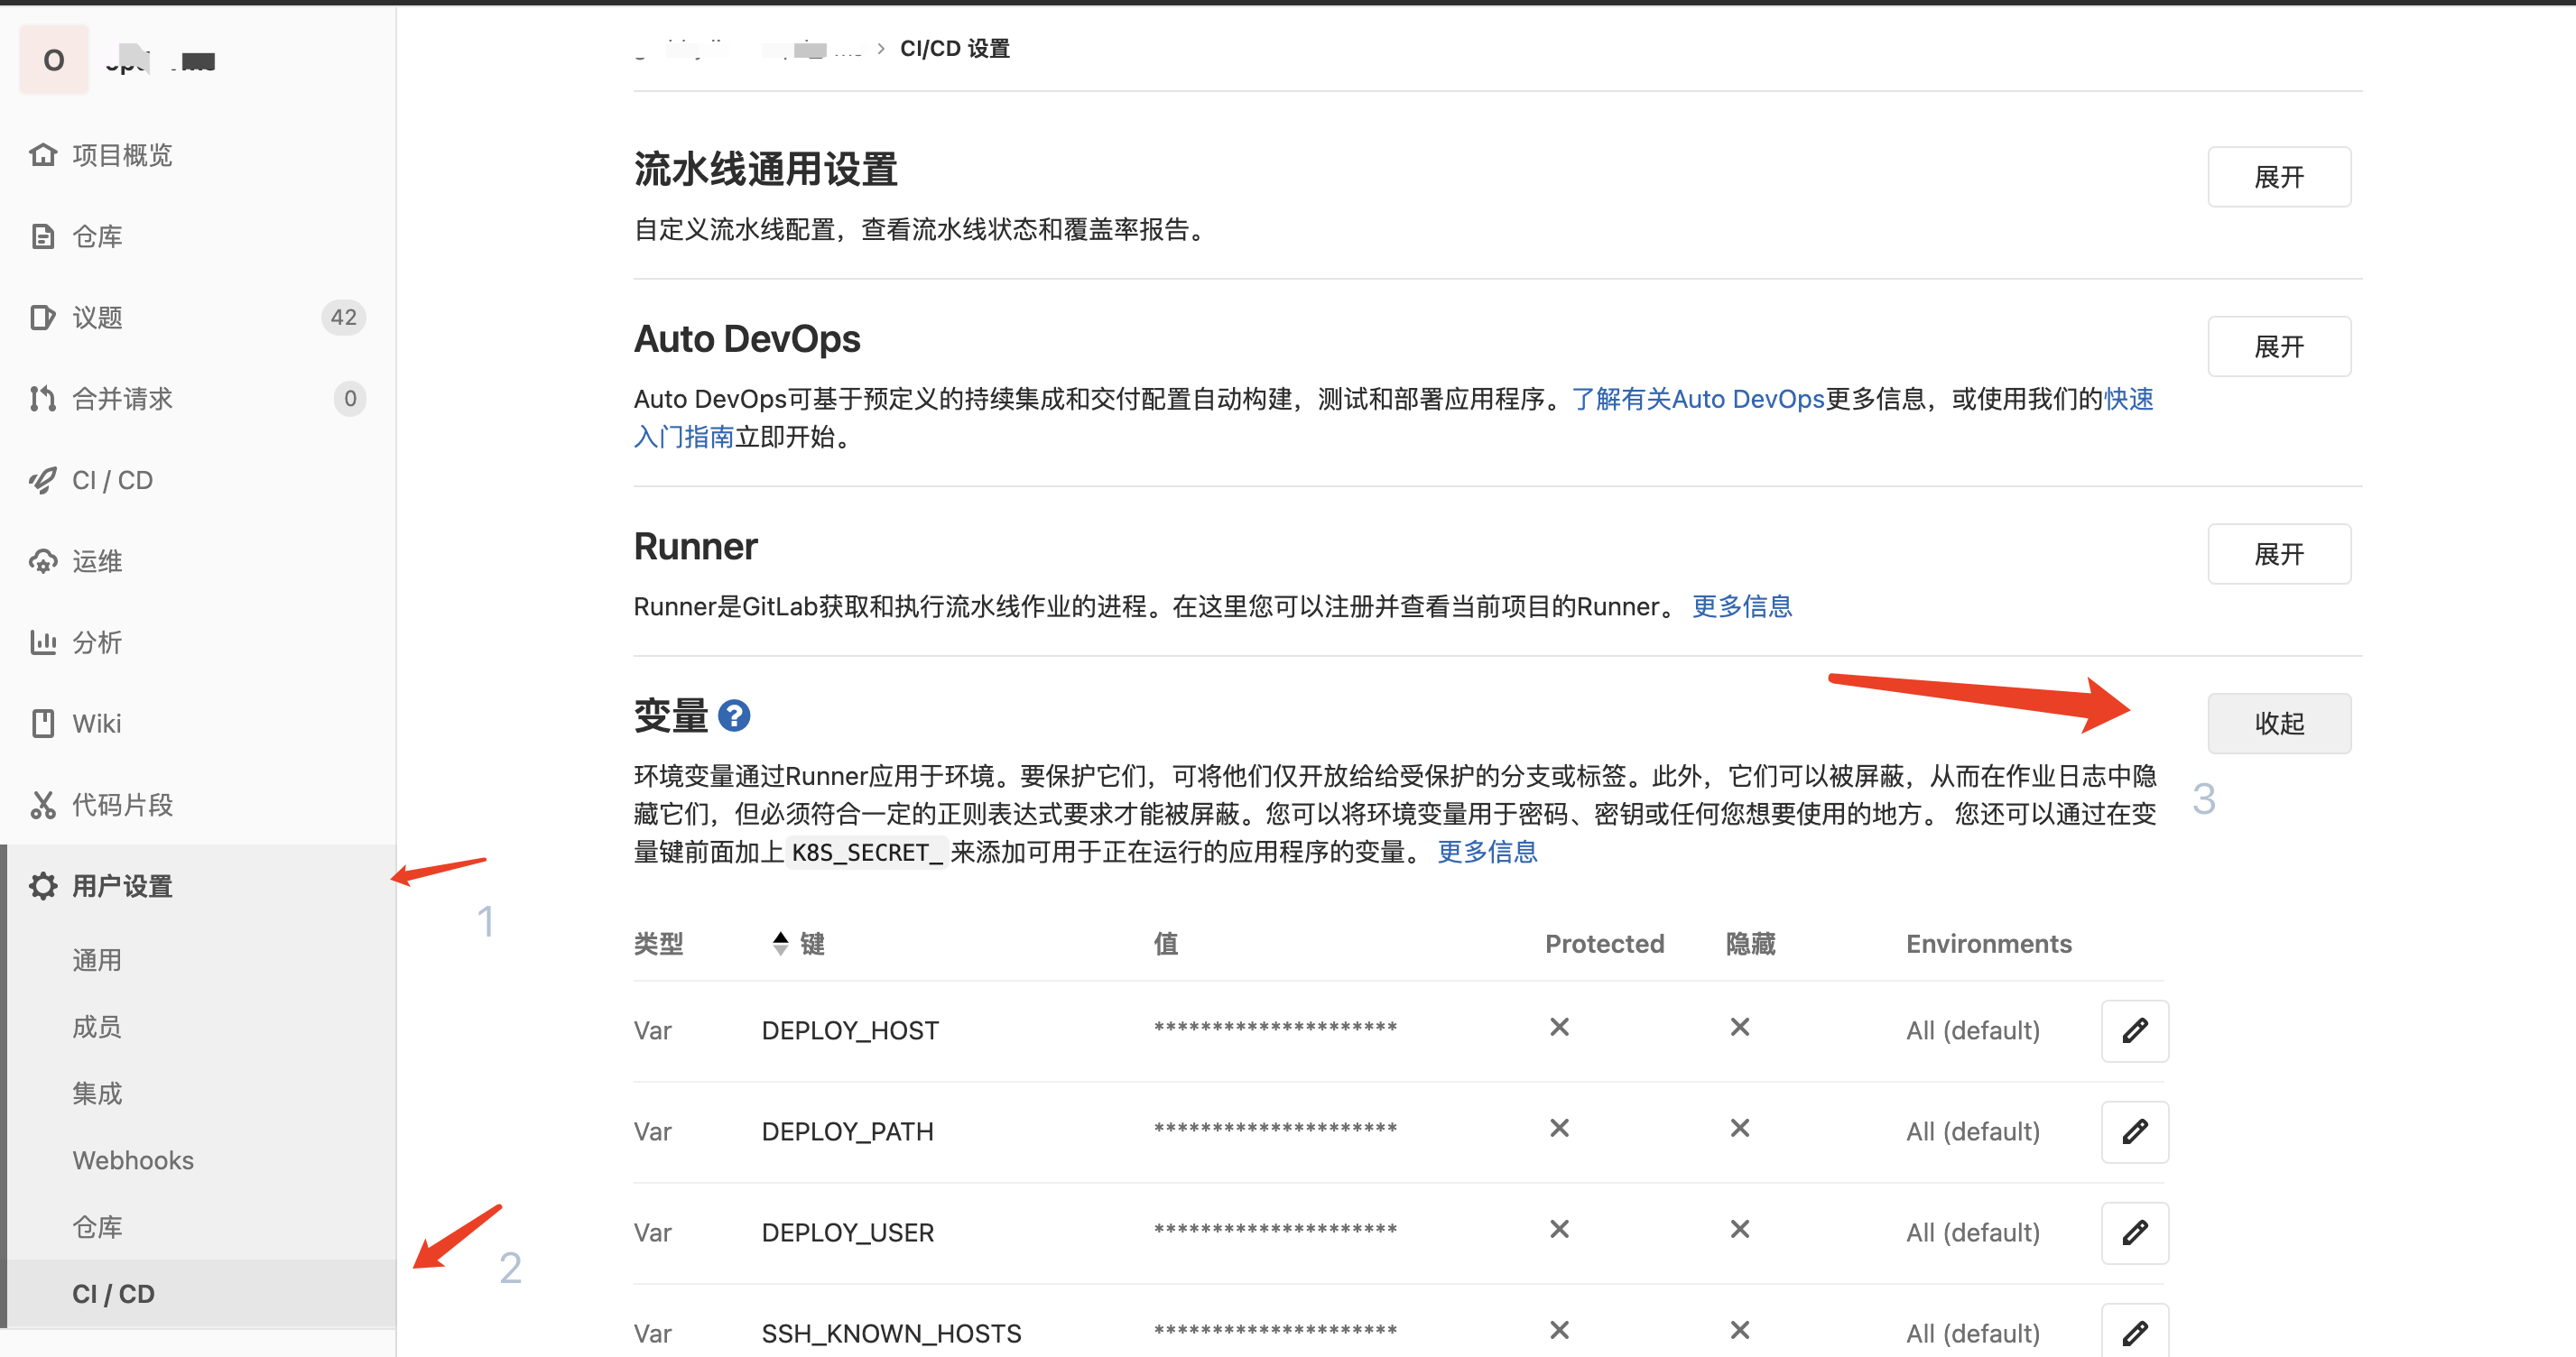 O
项目概览
仓库
议题
42
合并请求
0
CI / CD
运维
分析
Wiki
代码片段
用户设置
1
通用
成员
集成
Webhooks
仓库
2
CI / CD
› CI/CD 设置
流水线通用设置
展开
自定义流水线配置，查看流水线状态和覆盖率报告。
Auto DevOps
展开
Auto DevOps可基于预定义的持续集成和交付配置自动构建，测试和部署应用程序。了解有关Auto DevOps更多信息，或使用我们的快速
入门指南立即开始。
Runner
展开
Runner是GitLab获取和执行流水线作业的进程。在这里您可以注册并查看当前项目的Runner。 更多信息
变量 ?
收起
3
环境变量通过Runner应用于环境。要保护它们，可将他们仅开放给给受保护的分支或标签。此外，它们可以被屏蔽，从而在作业日志中隐
藏它们，但必须符合一定的正则表达式要求才能被屏蔽。您可以将环境变量用于密码、密钥或任何您想要使用的地方。 您还可以通过在变
量键前面加上 K8S_SECRET_ 来添加可用于正在运行的应用程序的变量。 更多信息
类型 键 值 Protected 隐藏 Environments
Var DEPLOY_HOST ********************* × × All (default)
Var DEPLOY_PATH ********************* × × All (default)
Var DEPLOY_USER ********************* × × All (default)
Var SSH_KNOWN_HOSTS ********************* × × All (default)